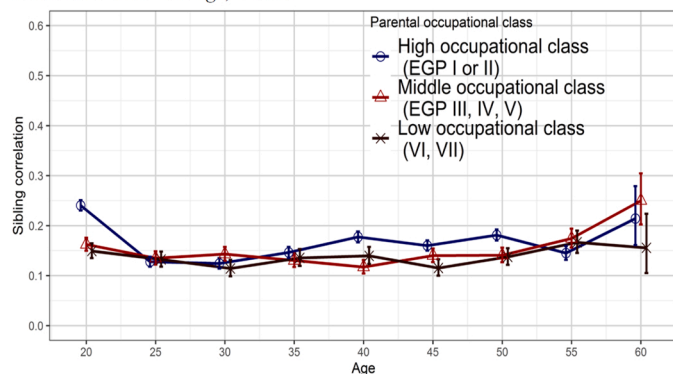 Parental occupational class
High occupational class
(EGP I or II)
Middle occupational class
(EGP III, IV, V)
Low occupational class
(VI, VII)
Sibling correlation
0.6
0.5
0.4
0.3
0.2
0.1
0.0
20 25 30 35 40 45 50 55 60
Age